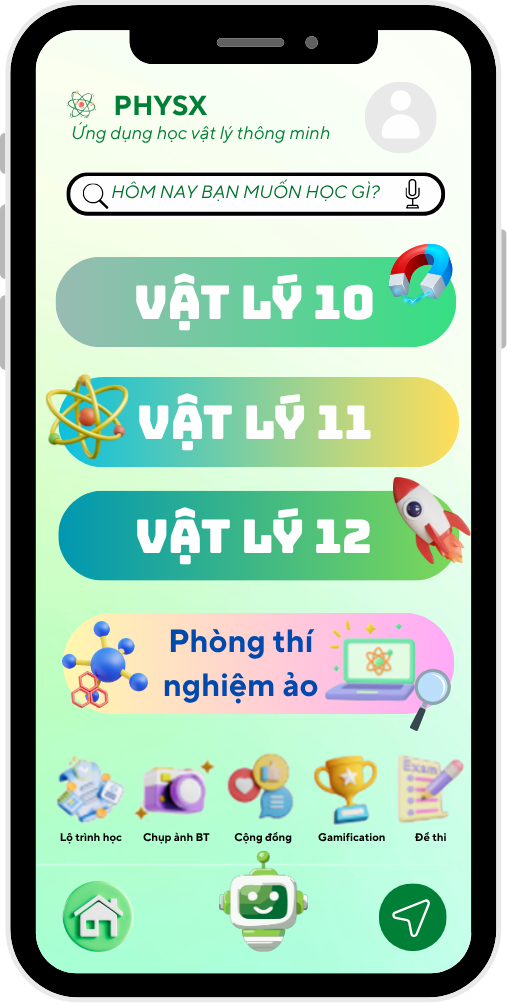 PHYSX
Ứng dụng học vật lý thông minh
HÔM NAY BẠN MUỐN HỌC GÌ?
VẬT LÝ 10
VẬT LÝ 11
VẬT LÝ 12
Phòng thí
nghiệm ảo
Exam
Lộ trình học
Chụp ảnh BT
Cộng đồng
Gamification
Đề thi